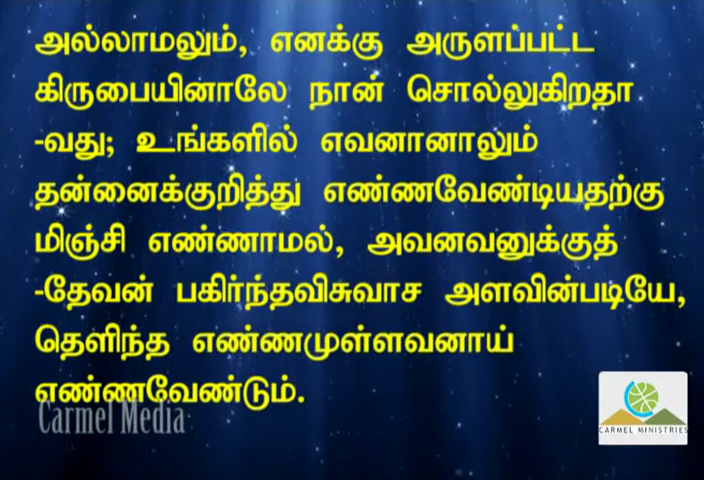 அல்லாமலும், எனக்கு அருளப்பட்ட
கிருபையினாலே நான் சொல்லுகிறதா
-வது; உங்களில் எவனானாலும்
தன்னைக்குறித்து எண்ணவேண்டியதற்கு
மிஞ்சி எண்ணாமல், அவனவனுக்குத்
-தேவன் பகிர்ந்தவிசுவாச அளவின்படியே,
தெளிந்த எண்ணமுள்ளவனாய்
எண்ணவேண்டும்.
Carmel Media
CARMEL MINISTRIES